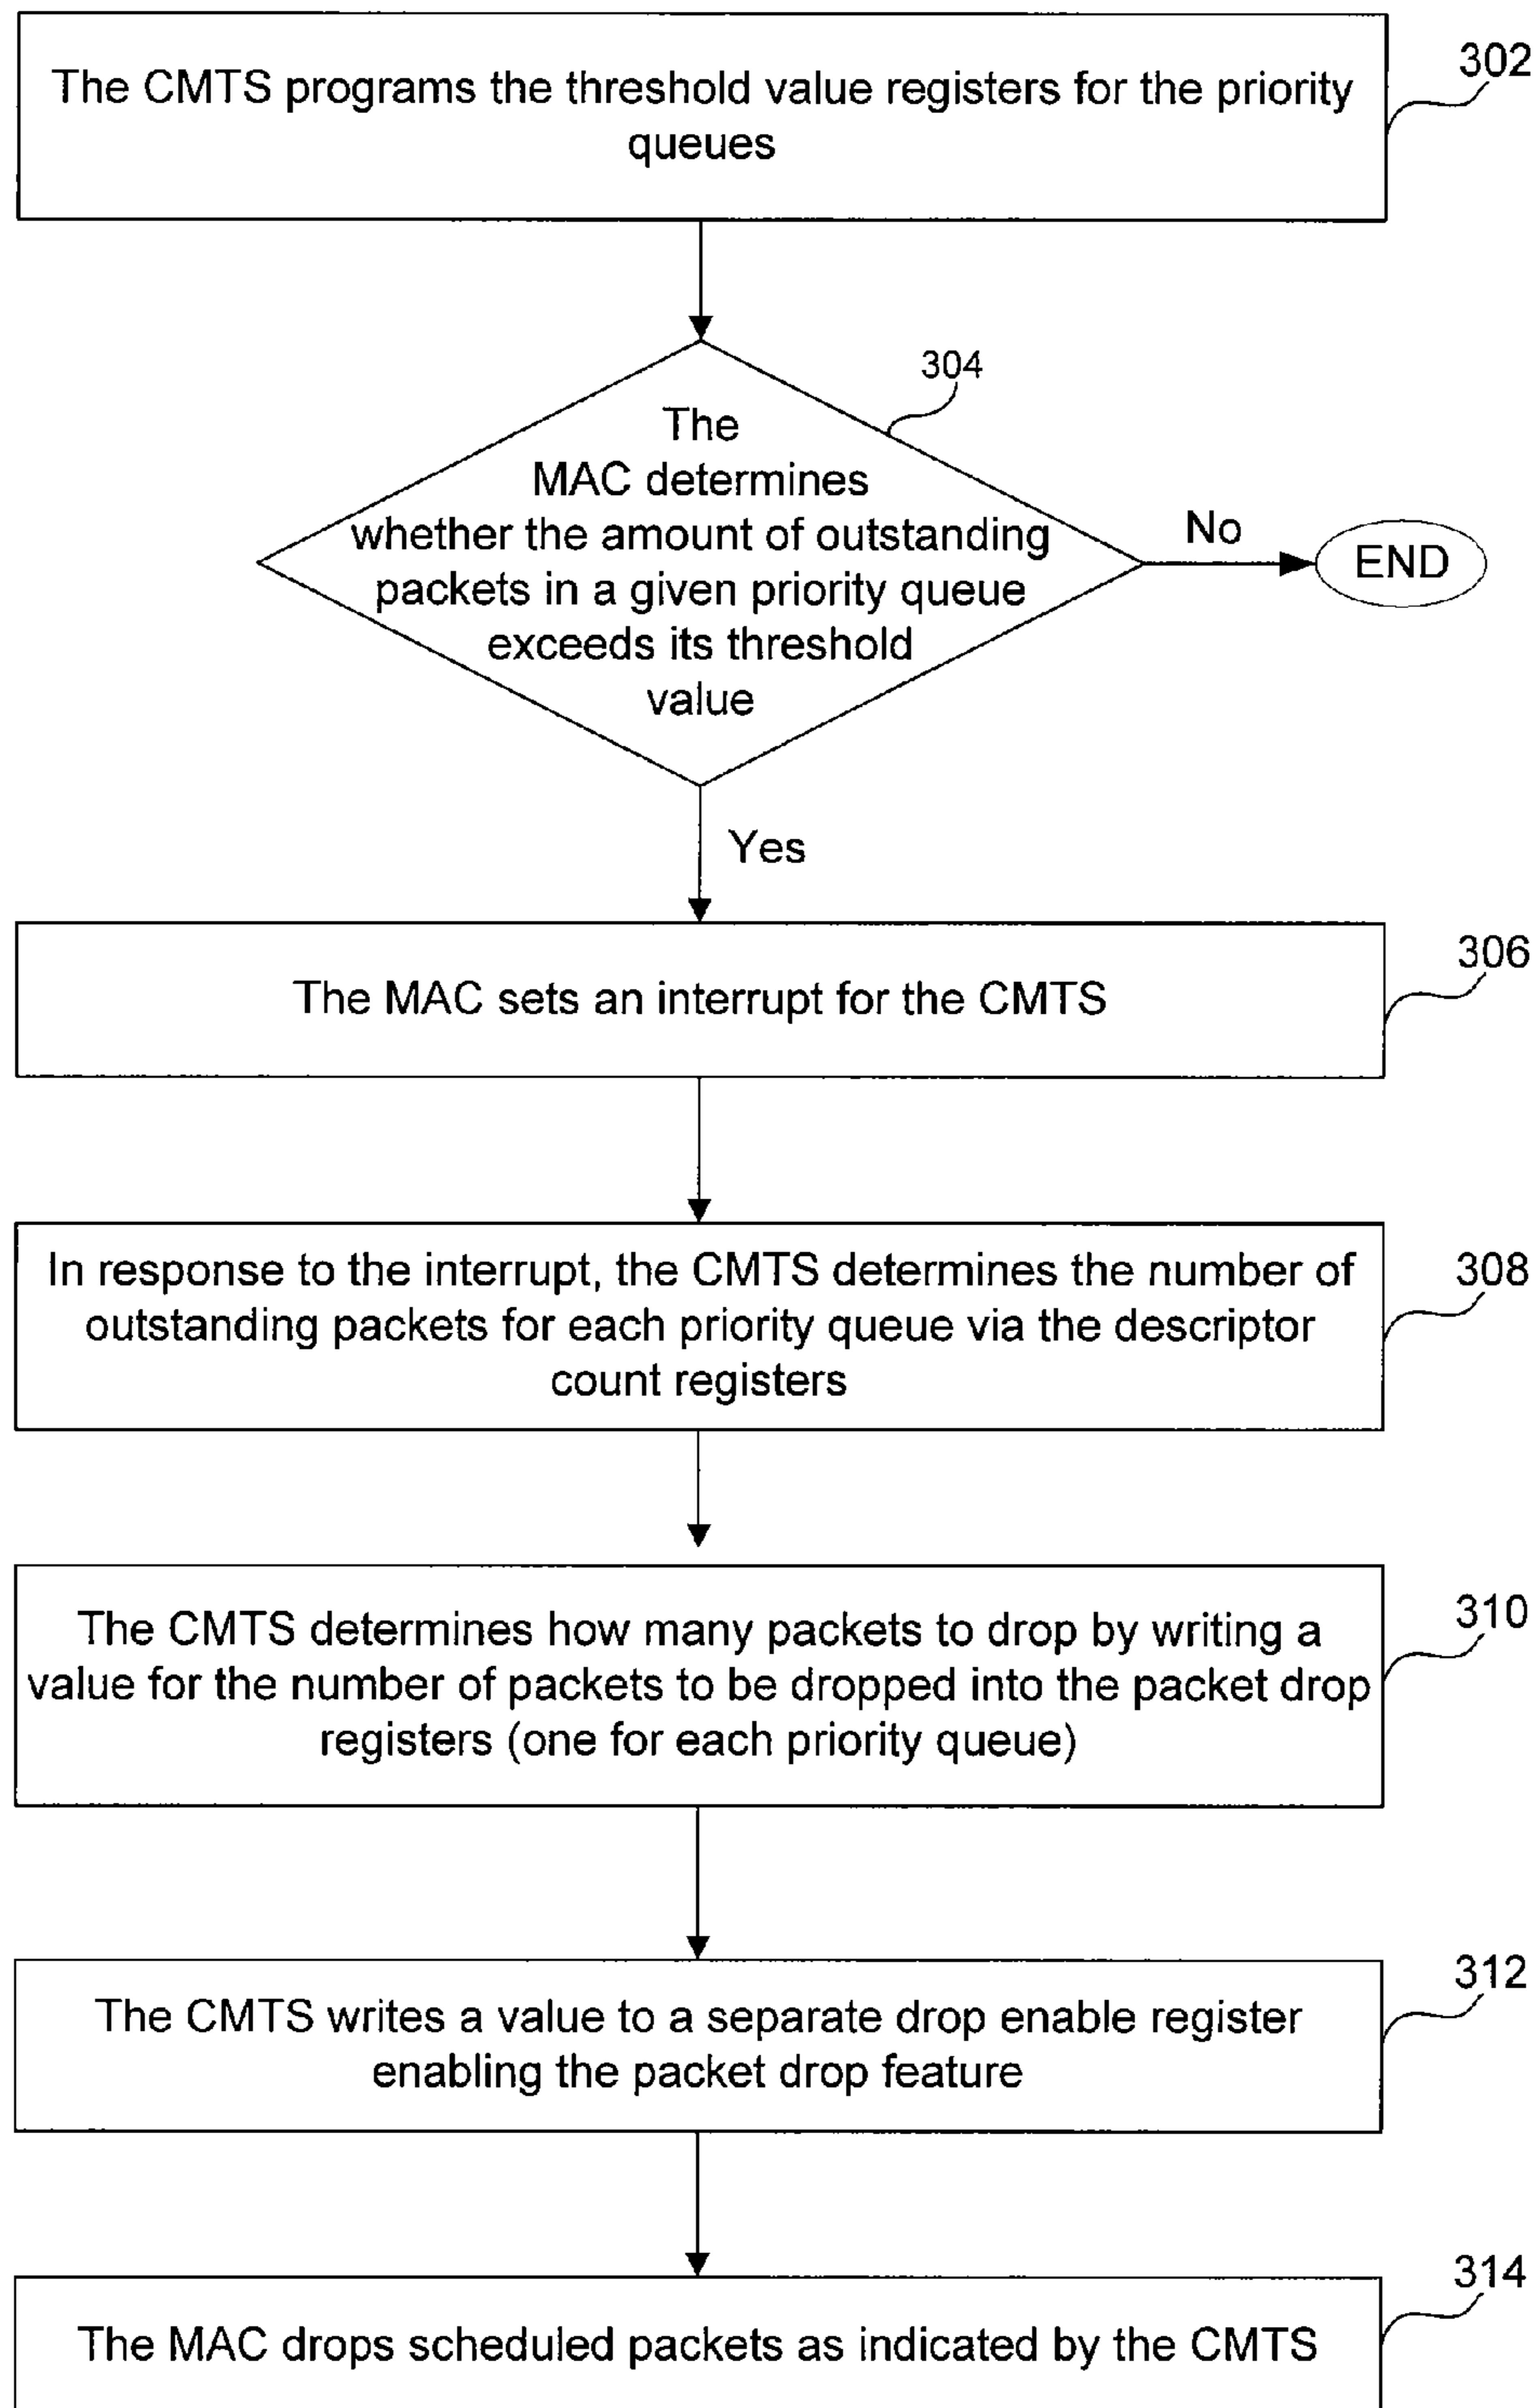 The CMTS programs the threshold value registers for the priority
queues
302
304
The
MAC determines
whether the amount of outstanding
packets in a given priority queue
exceeds its threshold
value
No
END
Yes
The MAC sets an interrupt for the CMTS
306
In response to the interrupt, the CMTS determines the number of
outstanding packets for each priority queue via the descriptor
count registers
308
The CMTS determines how many packets to drop by writing a
value for the number of packets to be dropped into the packet drop
registers (one for each priority queue)
310
The CMTS writes a value to a separate drop enable register
enabling the packet drop feature
312
The MAC drops scheduled packets as indicated by the CMTS
314